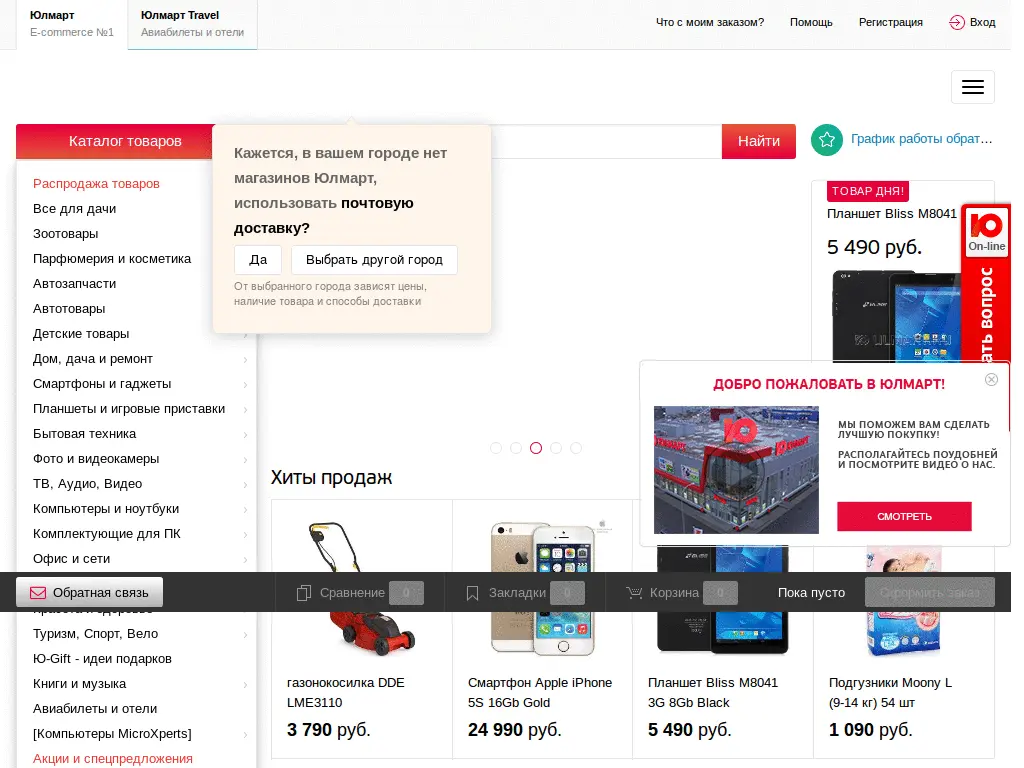 Юлмарт
E-commerce №1
Юлмарт Travel
Авиабилеты и отели
Что с моим заказом?
Помощь
Регистрация
Вход
Каталог товаров
Найти
График работы обрат...
Кажется, в вашем городе нет
магазинов Юлмарт,
использовать почтовую
доставку?
Да
Выбрать другой город
От выбранного города зависят цены,
наличие товара и способы доставки
Распродажа товаров
Все для дачи
Зоотовары
Парфюмерия и косметика
Автозапчасти
Автотовары
Детские товары
Дом, дача и ремонт
Смартфоны и гаджеты
Планшеты и игровые приставки
Бытовая техника
Фото и видеокамеры
ТВ, Аудио, Видео
Компьютеры и ноутбуки
Комплектующие для ПК
Офис и сети
Туризм, Спорт, Вело
Ю-Gift - идеи подарков
Книги и музыка
Авиабилеты и отели
[Компьютеры MicroXperts]
Акции и спецпредложения
ТОВАР ДНЯ!
Планшет Bliss M8041
5 490 руб.
Ю
On-line
ать вопрос
ДОБРО ПОЖАЛОВАТЬ В ЮЛМАРТ!
МЫ ПОМОЖЕМ ВАМ СДЕЛАТЬ
ЛУЧШУЮ ПОКУПКУ!
РАСПОЛАГАЙТЕСЬ ПОУДОБНЕЙ
И ПОСМОТРИТЕ ВИДЕО О НАС.
СМОТРЕТЬ
Хиты продаж
Обратная связь
Сравнение 0
Закладки 0
Корзина 0
Пока пусто
Оформить заказ
газонокосилка DDE
LME3110
3 790 руб.
Смартфон Apple iPhone
5S 16Gb Gold
24 990 руб.
Планшет Bliss M8041
3G 8Gb Black
5 490 руб.
Подгузники Moony L
(9-14 кг) 54 шт
1 090 руб.